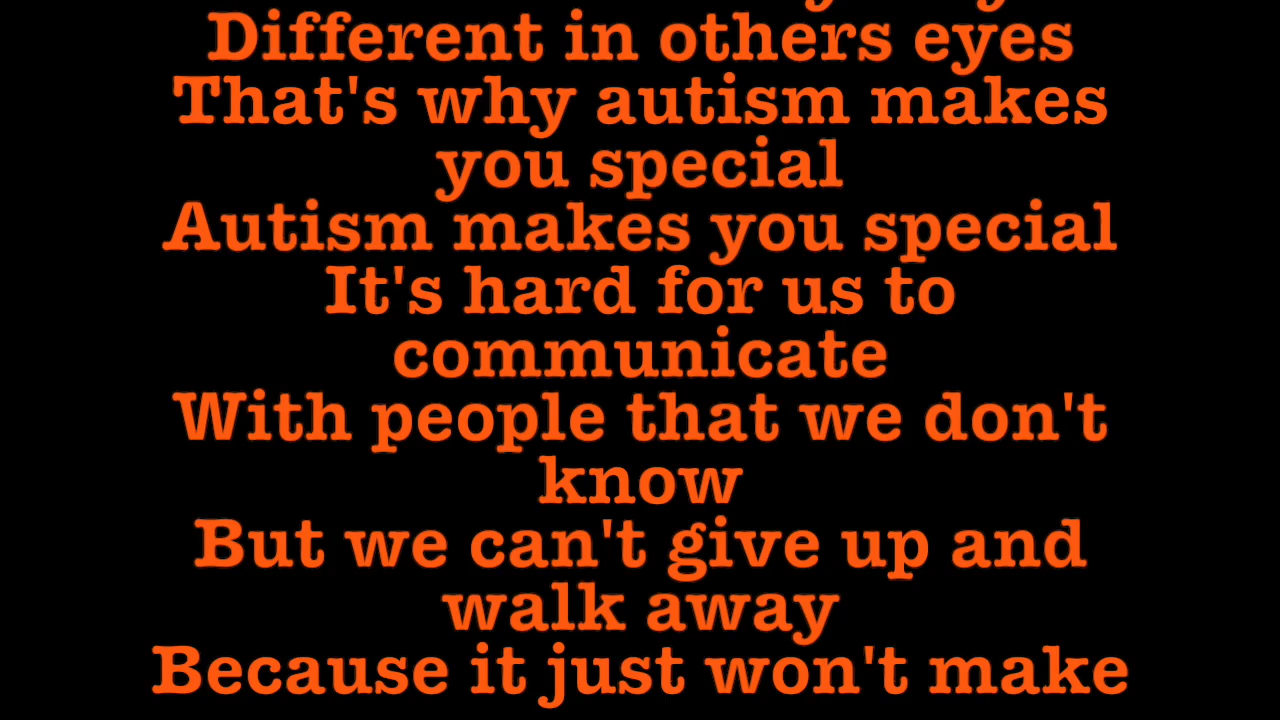 Different in others eyes
That's why autism makes
you special
Autism makes you special
It's hard for us to
communicate
With people that we don't
know
But we can't give up and
walk away
Because it just won't make